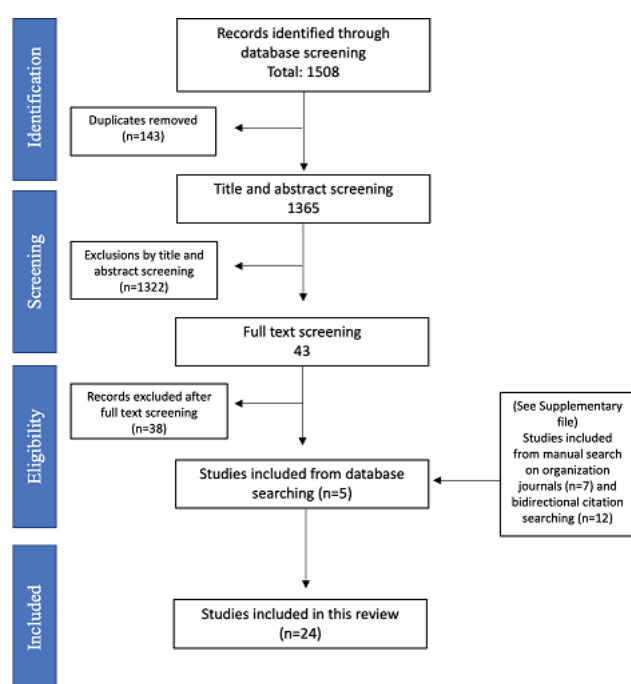 Identification
Records identified through
database screening
Total: 1508
Duplicates removed
(n=143)
Screening
Title and abstract screening
1365
Exclusions by title and
abstract screening
(n=1322)
Full text screening
43
Eligibility
Records excluded after
full text screening
(n=38)
Studies included from database
searching (n=5)
(See Supplementary
file)
Studies included
from manual search
on organization
journals (n=7) and
bidirectional citation
searching (n=12)
Included
Studies included in this review
(n=24)